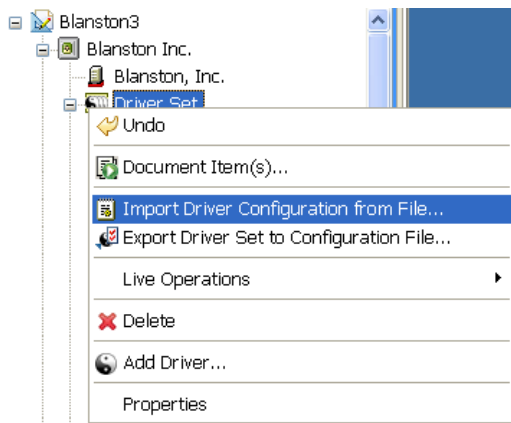 Blanston3
Blanston Inc.
Blanston, Inc.
Driver Set
Undo
Document Item(s)...
Import Driver Configuration from File...
Export Driver Set to Configuration File...
Live Operations
Delete
Add Driver...
Properties